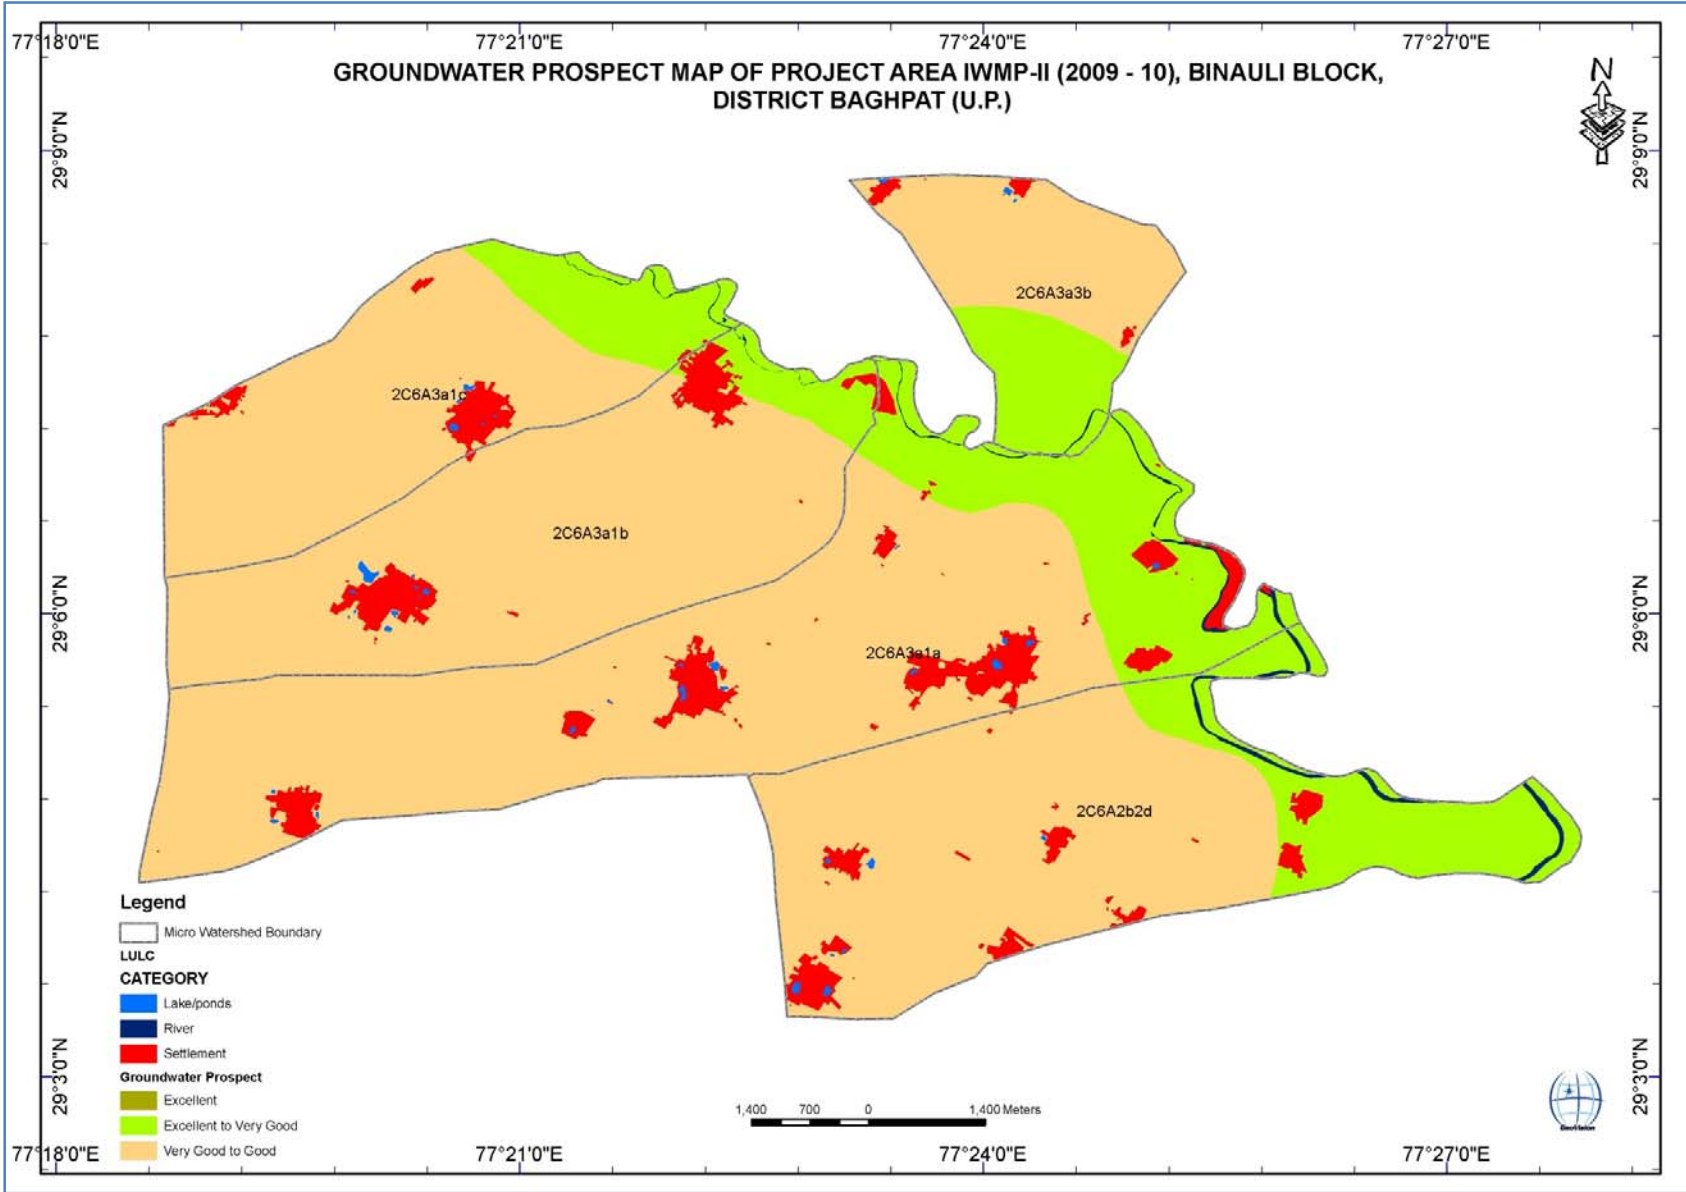 77°18'0"E 77°21'0"E 77°24'0"E 77°27'0"E
GROUNDWATER PROSPECT MAP OF PROJECT AREA IWMP-II (2009 - 10), BINAULI BLOCK,
DISTRICT BAGHPAT (U.P.)
N
29°9'0"N 29°9'0"N
2C6A3a3b
2C6A3a1c
2C6A3a1b
29°6'0"N 29°6'0"N
2C6A3a1a
2C6A2b2d
Legend
Micro Watershed Boundary
LULC
CATEGORY
Lake/ponds
River
Settlement
Groundwater Prospect
Excellent
Excellent to Very Good
Very Good to Good
29°3'0"N 29°3'0"N
1,400 700 0 1,400 Meters
GeoVision
77°18'0"E 77°21'0"E 77°24'0"E 77°27'0"E